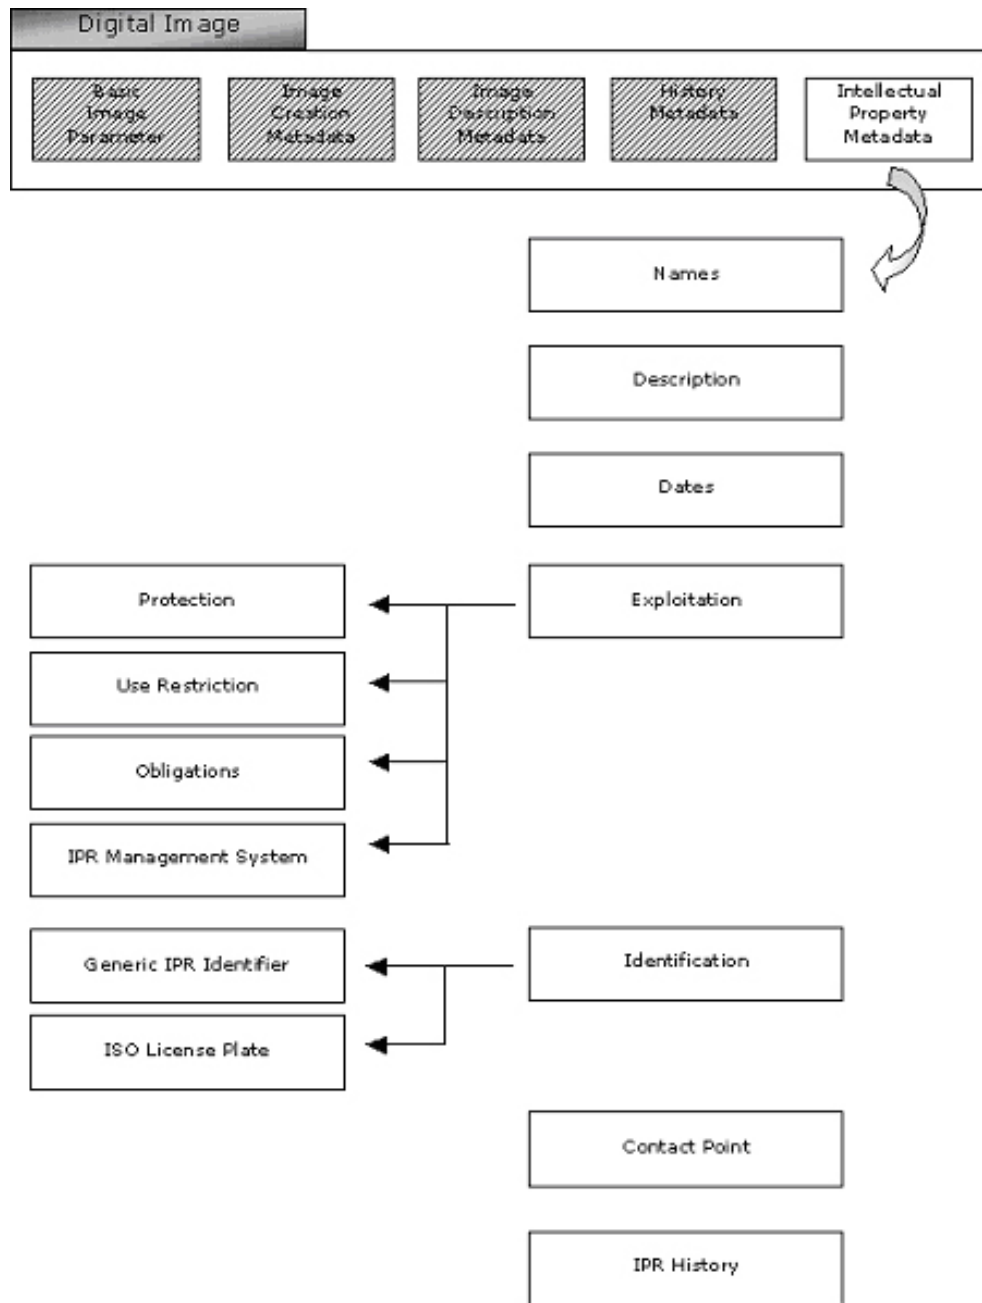 Digital Image
Basic
Image
Parameter
Image
Creation
Metadata
Image
Description
Metadata
History
Metadata
Intellectual
Property
Metadata
Names
Description
Dates
Protection
Exploitation
Use Restriction
Obligations
IPR Management System
Generic IPR Identifier
Identification
ISO License Plate
Contact Point
IPR History